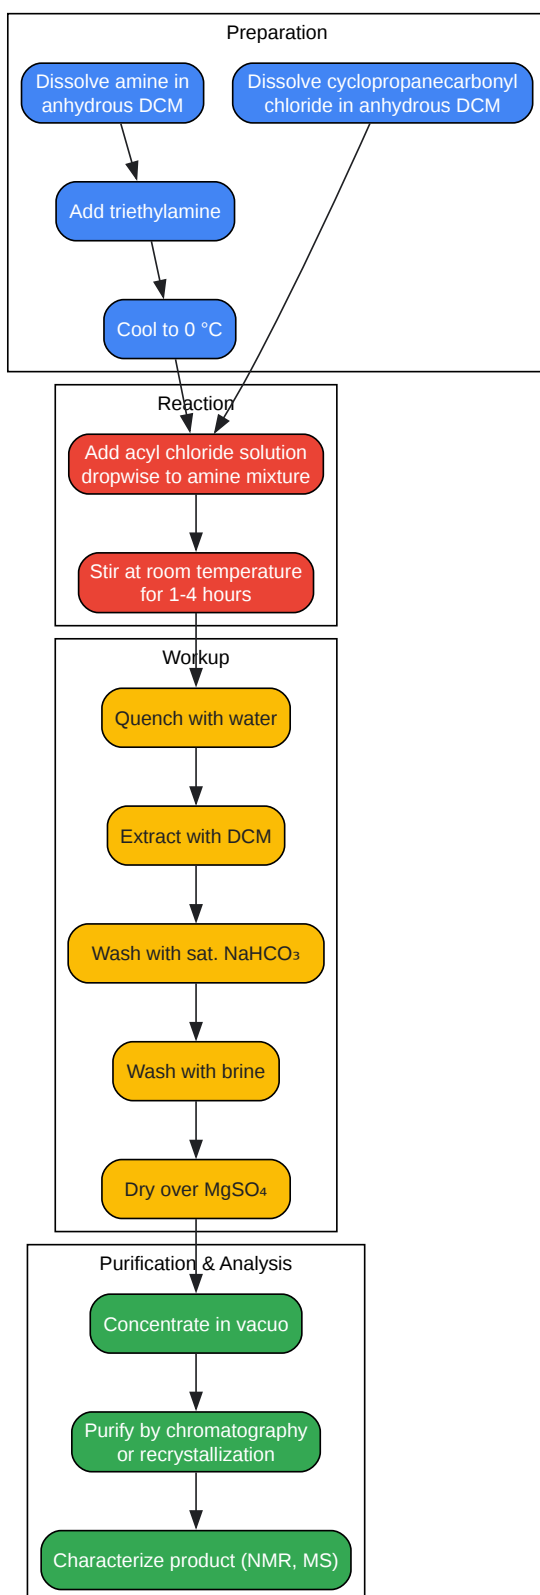 Preparation
Dissolve amine in
anhydrous DCM
Dissolve cyclopropanecarbonyl
chloride in anhydrous DCM
Add triethylamine
Cool to 0 °C
Reaction
Add acyl chloride solution
dropwise to amine mixture
Stir at room temperature
for 1-4 hours
Workup
Quench with water
Extract with DCM
Wash with sat. NaHCO₃
Wash with brine
Dry over MgSO₄
Purification & Analysis
Concentrate in vacuo
Purify by chromatography
or recrystallization
Characterize product (NMR, MS)